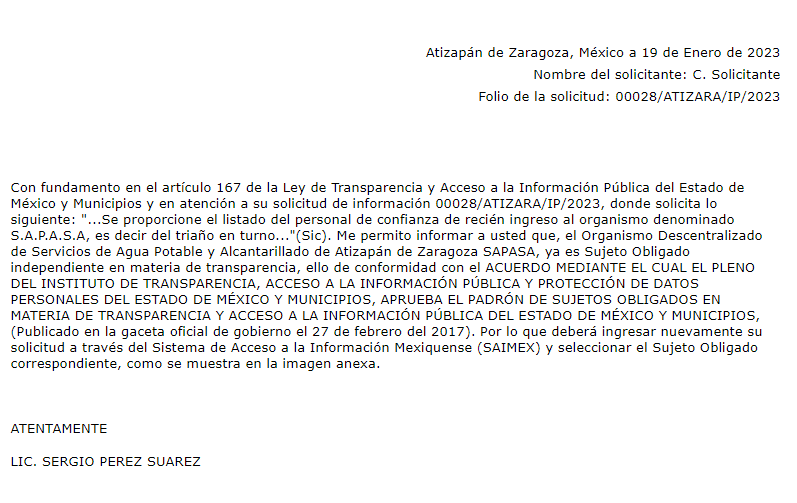 Atizapán de Zaragoza, México a 19 de Enero de 2023
Nombre del solicitante: C. Solicitante
Folio de la solicitud: 00028/ATIZARA/IP/2023
Con fundamento en el artículo 167 de la Ley de Transparencia y Acceso a la Información Pública del Estado de
México y Municipios y en atención a su solicitud de información 00028/ATIZARA/IP/2023, donde solicita lo
siguiente: "...Se proporcione el listado del personal de confianza de recién ingreso al organismo denominado
S.A.P.A.S.A, es decir del triaño en turno..."(Sic). Me permito informar a usted que, el Organismo Descentralizado
de Servicios de Agua Potable y Alcantarillado de Atizapán de Zaragoza SAPASA, ya es Sujeto Obligado
independiente en materia de transparencia, ello de conformidad con el ACUERDO MEDIANTE EL CUAL EL PLENO
DEL INSTITUTO DE TRANSPARENCIA, ACCESO A LA INFORMACIÓN PÚBLICA Y PROTECCIÓN DE DATOS
PERSONALES DEL ESTADO DE MÉXICO Y MUNICIPIOS, APRUEBA EL PADRÓN DE SUJETOS OBLIGADOS EN
MATERIA DE TRANSPARENCIA Y ACCESO A LA INFORMACIÓN PÚBLICA DEL ESTADO DE MÉXICO Y MUNICIPIOS,
(Publicado en la gaceta oficial de gobierno el 27 de febrero del 2017). Por lo que deberá ingresar nuevamente su
solicitud a través del Sistema de Acceso a la Información Mexiquense (SAIMEX) y seleccionar el Sujeto Obligado
correspondiente, como se muestra en la imagen anexa.
ATENTAMENTE
LIC. SERGIO PEREZ SUAREZ